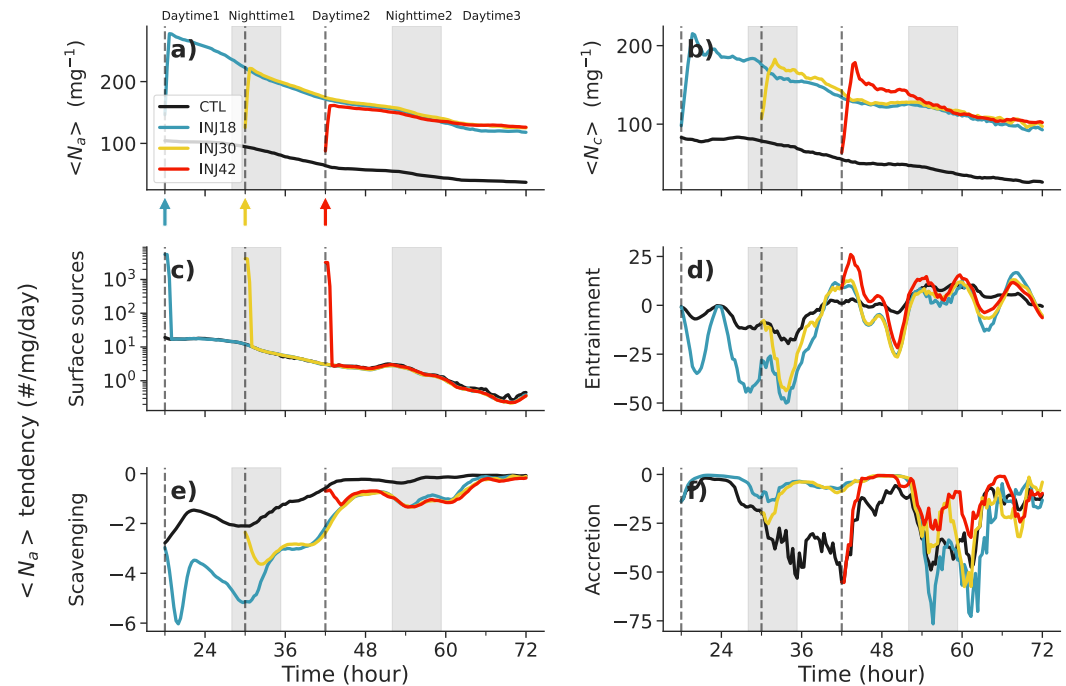 Daytime1 Nighttime1 Daytime2 Nighttime2 Daytime3
a)
<N_a> (mg⁻¹)
200
100
CTL
INJ18
INJ30
INJ42
b)
<N_c> (mg⁻¹)
200
100
<N_a> tendency (#/mg/day)
c)
Surface sources
10³
10²
10¹
10⁰
d)
Entrainment
25
0
−25
−50
e)
Scavenging
0
−2
−4
−6
24 36 48 60 72
Time (hour)
f)
Accretion
0
−25
−50
−75
24 36 48 60 72
Time (hour)